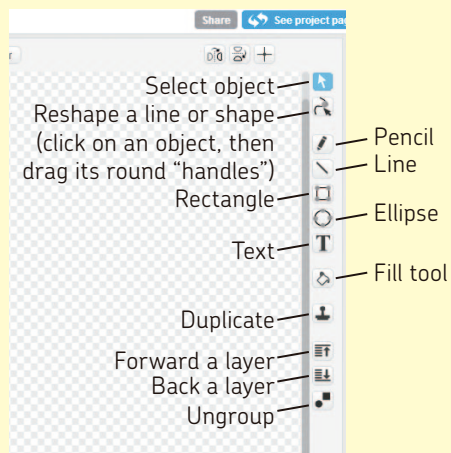 Share
See project pa
r
Select object
Reshape a line or shape
(click on an object, then
drag its round “handles”)
Pencil
Line
Rectangle
Ellipse
Text
T
Fill tool
Duplicate
Forward a layer
Back a layer
Ungroup